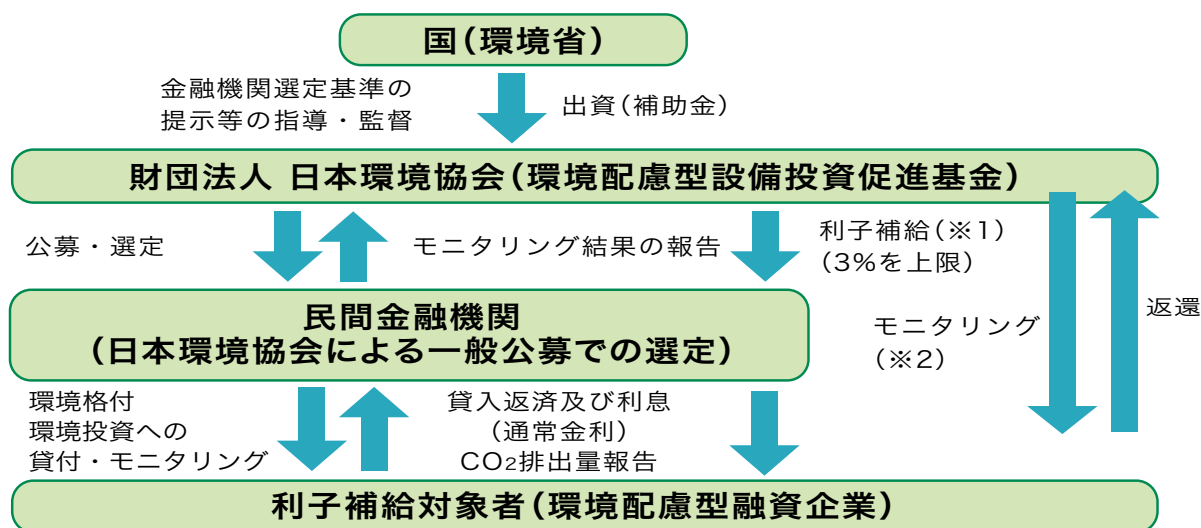 国(環境省)
金融機関選定基準の
提示等の指導・監督
出資(補助金)
財団法人 日本環境協会(環境配慮型設備投資促進基金)
公募・選定
モニタリング結果の報告
利子補給(※1)
(3%を上限)
民間金融機関
(日本環境協会による一般公募での選定)
モニタリング
(※2)
返還
環境格付
環境投資への
貸付・モニタリング
貸入返済及び利息
(通常金利)
CO2排出量報告
利子補給対象者(環境配慮型融資企業)